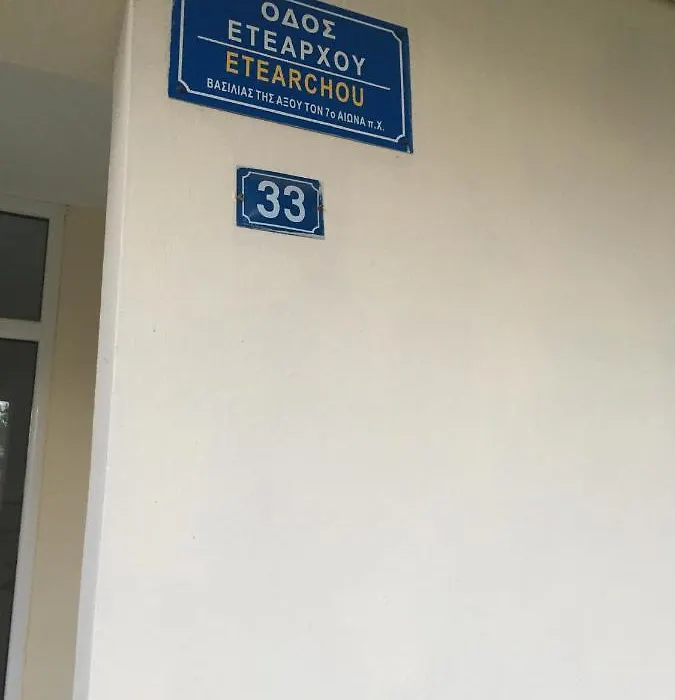 ΟΔΟΣ
ΕΤΕΑΡΧΟΥ
ETEARCHOU
ΒΑΣΙΛΙΑΣ ΤΗΣ ΑΞΟΥ ΤΟΝ 7ο ΑΙΩΝΑ π.Χ.
33